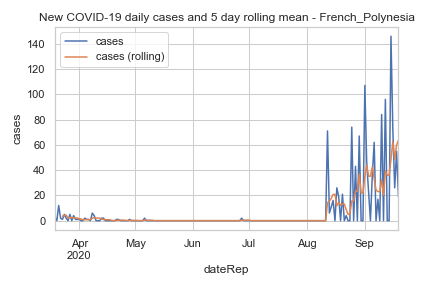 New COVID-19 daily cases and 5 day rolling mean - French_Polynesia
cases
cases (rolling)
140
120
100
80
60
40
20
0
cases
Apr
2020
May
Jun
Jul
Aug
Sep
dateRep